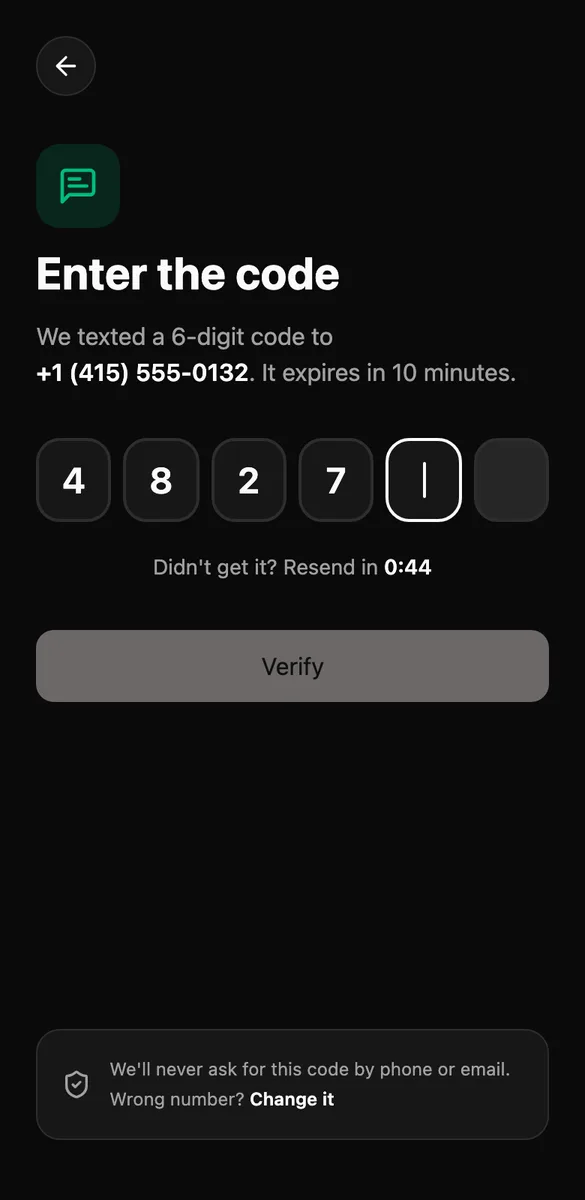 Enter the code
We texted a 6-digit code to
+1 (415) 555-0132. It expires in 10 minutes.
4 8 2 7
Didn't get it? Resend in 0:44
Verify
We'll never ask for this code by phone or email.
Wrong number? Change it